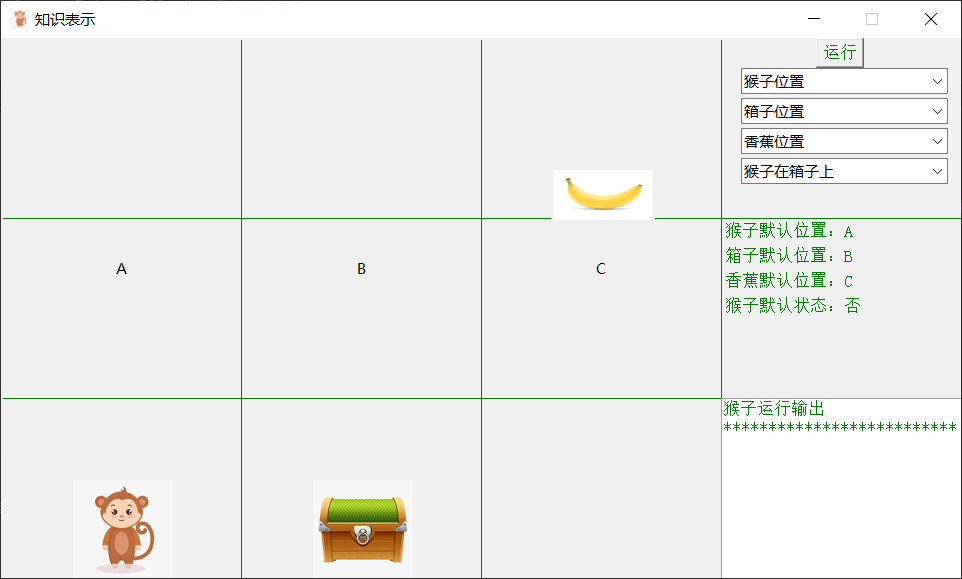 知识表示
运行
猴子位置
箱子位置
香蕉位置
猴子在箱子上
猴子默认位置：A
箱子默认位置：B
香蕉默认位置：C
猴子默认状态：否
A
B
C
猴子运行输出
**************************